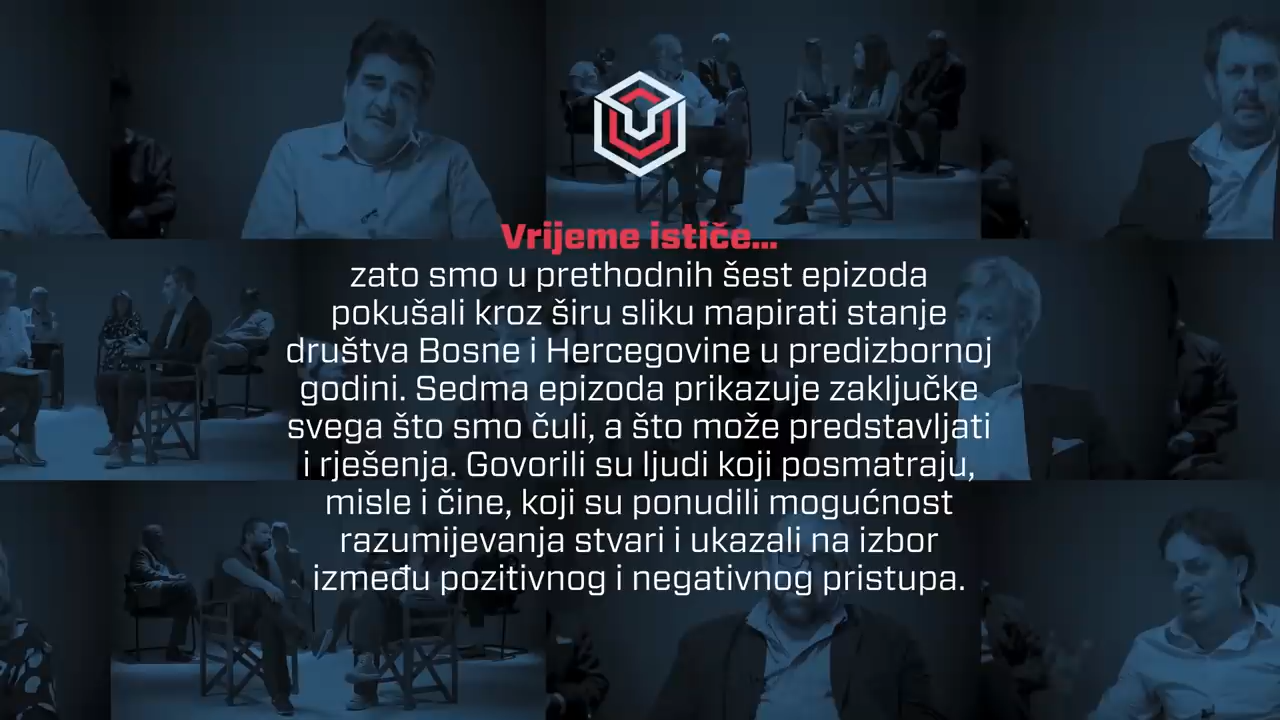 Vrijeme ističe...
zato smo u prethodnih šest epizoda
pokušali kroz širu sliku mapirati stanje
društva Bosne i Hercegovine u predizbornoj
godini. Sedma epizoda prikazuje zaključke
svega što smo čuli, a što može predstavljati
i rješenja. Govorili su ljudi koji posmatraju,
misle i čine, koji su ponudili mogućnost
razumijevanja stvari i ukazali na izbor
između pozitivnog i negativnog pristupa.